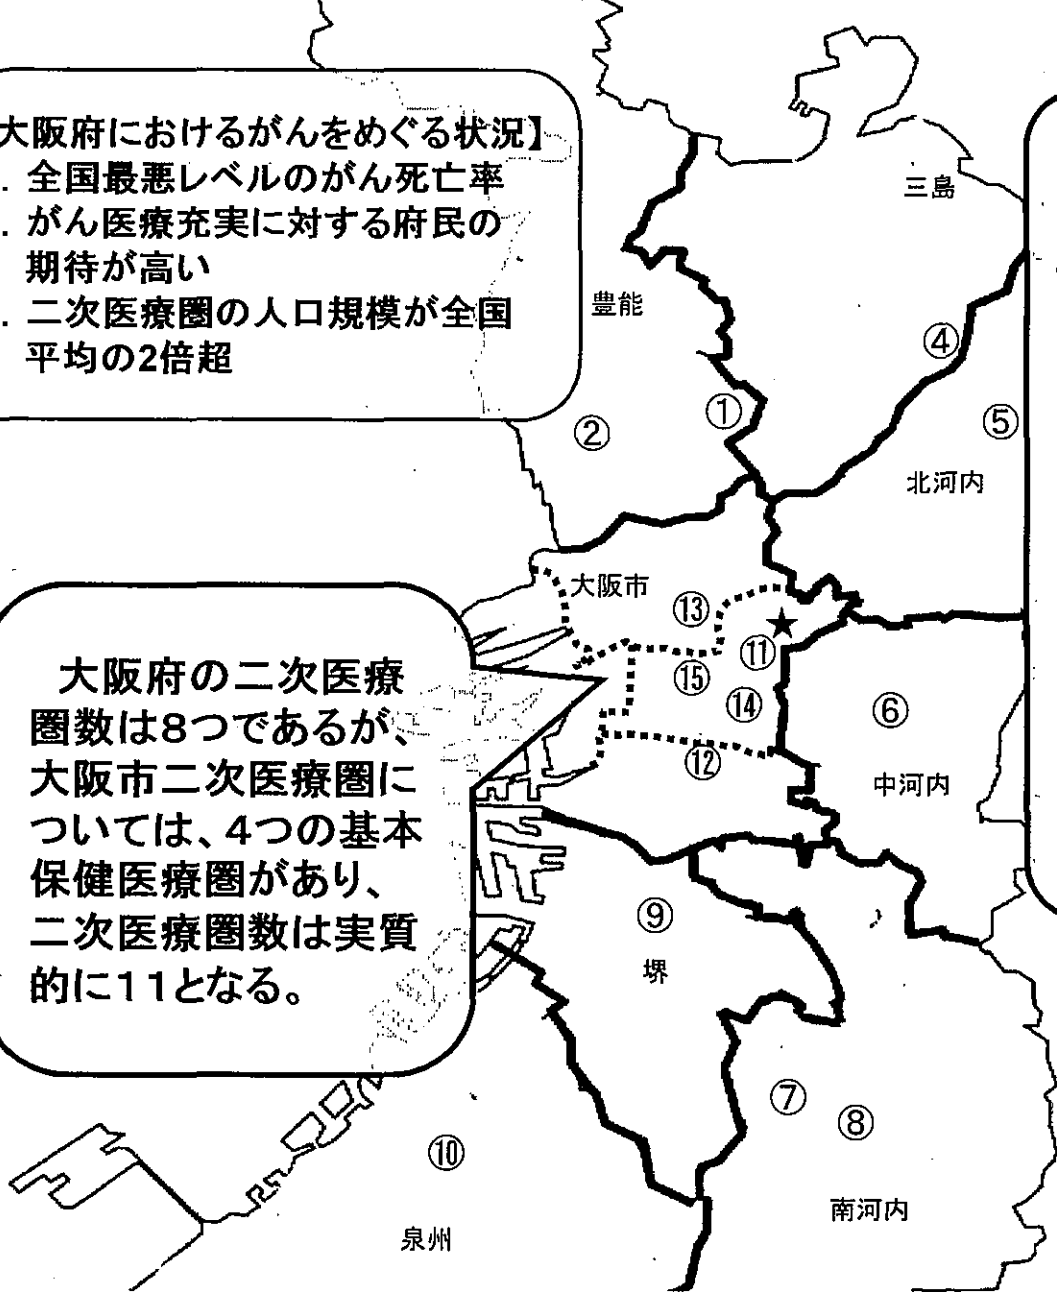 大阪府におけるがんをめぐる状況】
. 全国最悪レベルのがん死亡率
. がん医療充実に対する府民の
期待が高い
. 二次医療圏の人口規模が全国
平均の2倍超
三島
豊能
④
①
②
⑤
北河内
大阪市
⑬
★
⑪
⑮
⑭
⑥
⑫
中河内
大阪府の二次医療
圏数は8つであるが、
大阪市二次医療圏に
ついては、4つの基本
保健医療圏があり、
二次医療圏数は実質
的に11となる。
⑨
堺
⑦
⑧
⑩
南河内
泉州